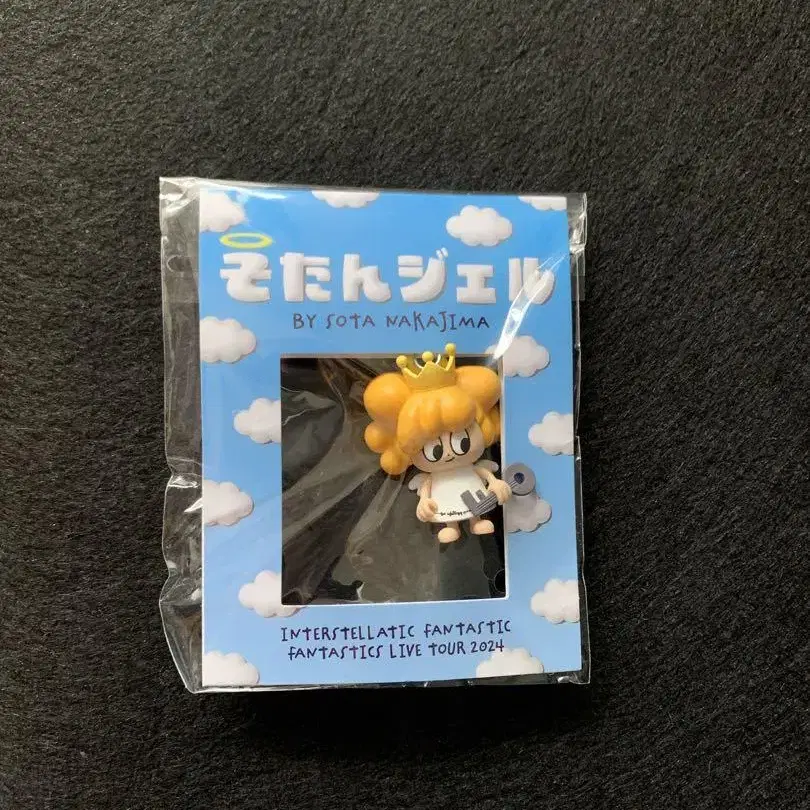 そたんジェル
BY SOTA NAKAJIMA
INTERSTELLATIC FANTASTIC
FANTASTICS LIVE TOUR 2024